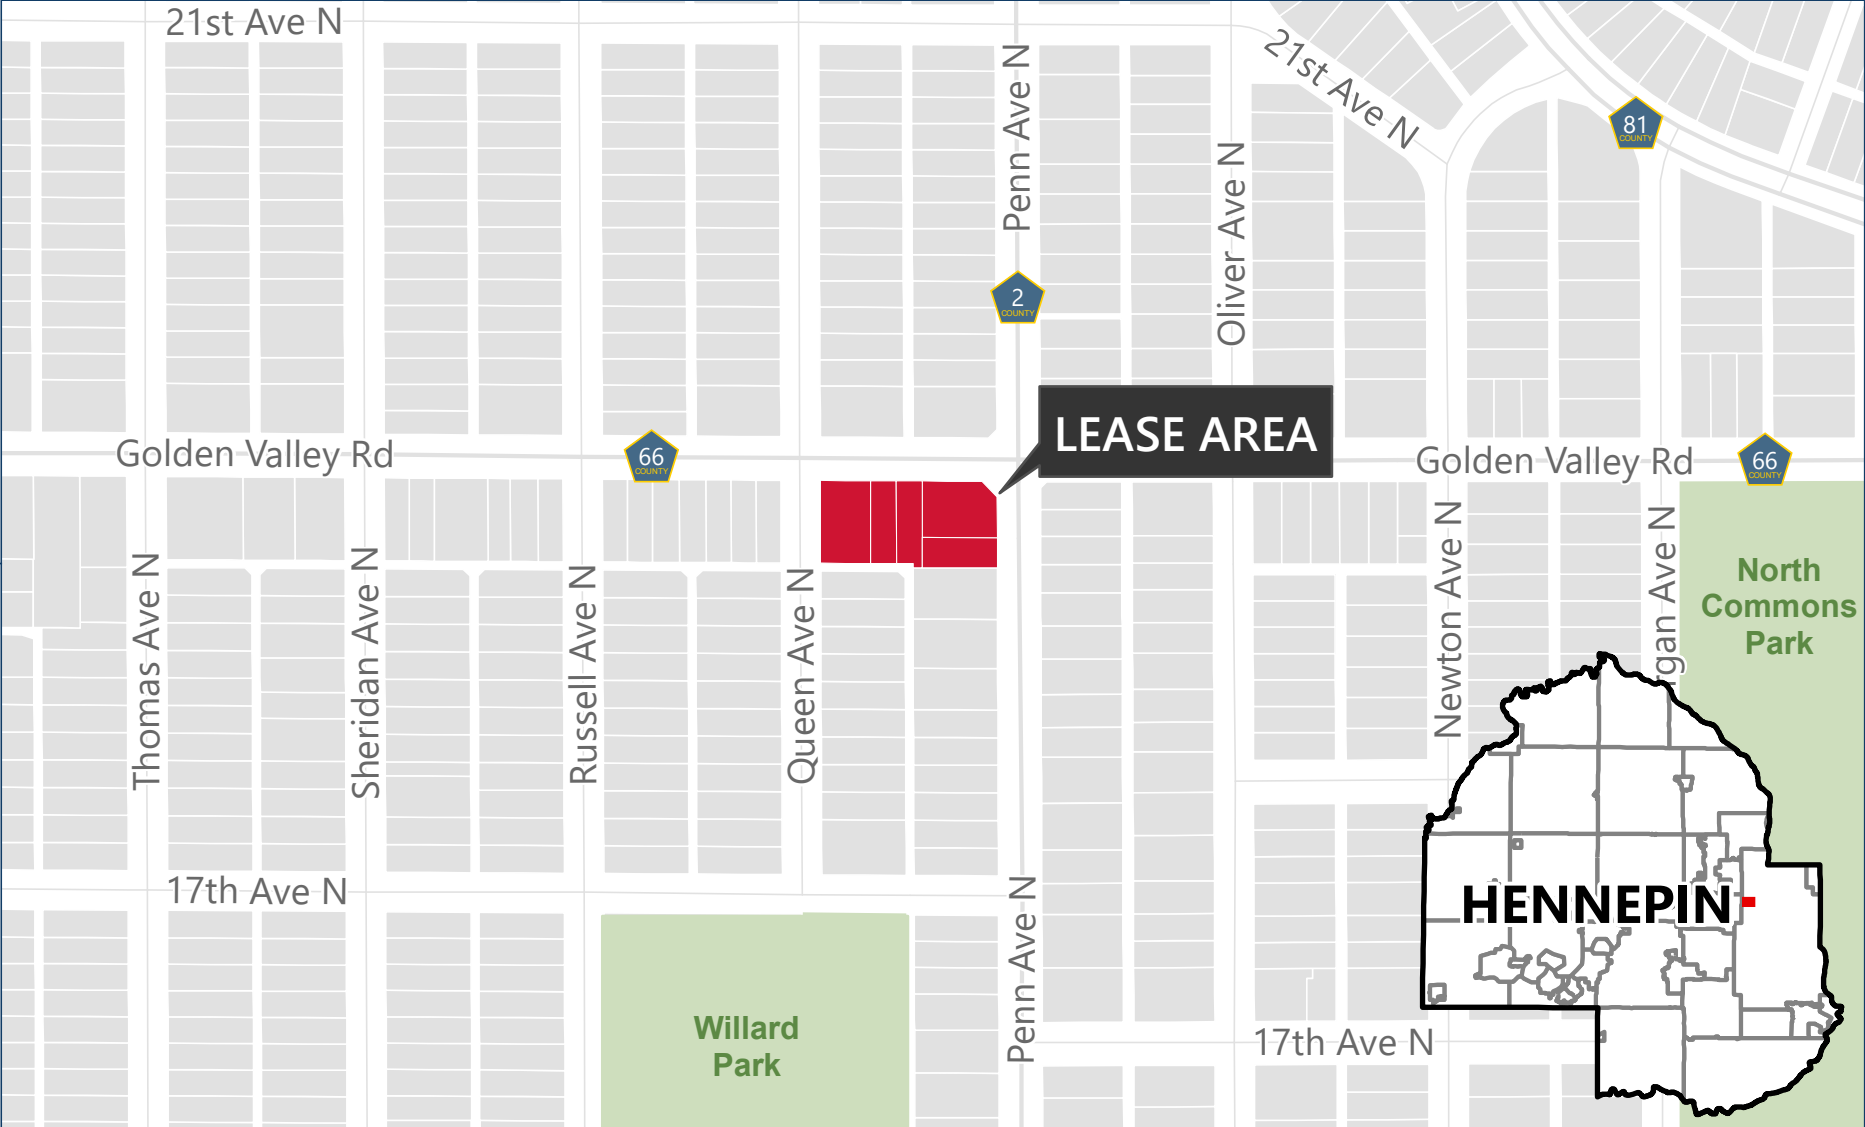 21st Ave N
21st Ave N
Penn Ave N
81
COUNTY
Oliver Ave N
2
COUNTY
LEASE AREA
Golden Valley Rd
66
COUNTY
Golden Valley Rd
66
COUNTY
Thomas Ave N
Sheridan Ave N
Russell Ave N
Queen Ave N
Newton Ave N
rgan Ave N
North
Commons
Park
17th Ave N
Penn Ave N
HENNEPIN
Willard
Park
17th Ave N